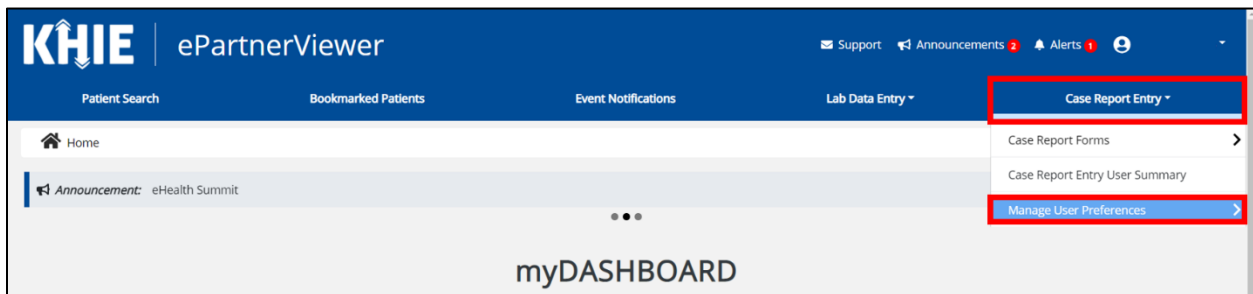 KHIE ePartnerViewer
Support Announcements 2 Alerts 1
Patient Search Bookmarked Patients Event Notifications Lab Data Entry Case Report Entry
Home
Case Report Forms
Case Report Entry User Summary
Announcement: eHealth Summit
Manage User Preferences
myDASHBOARD